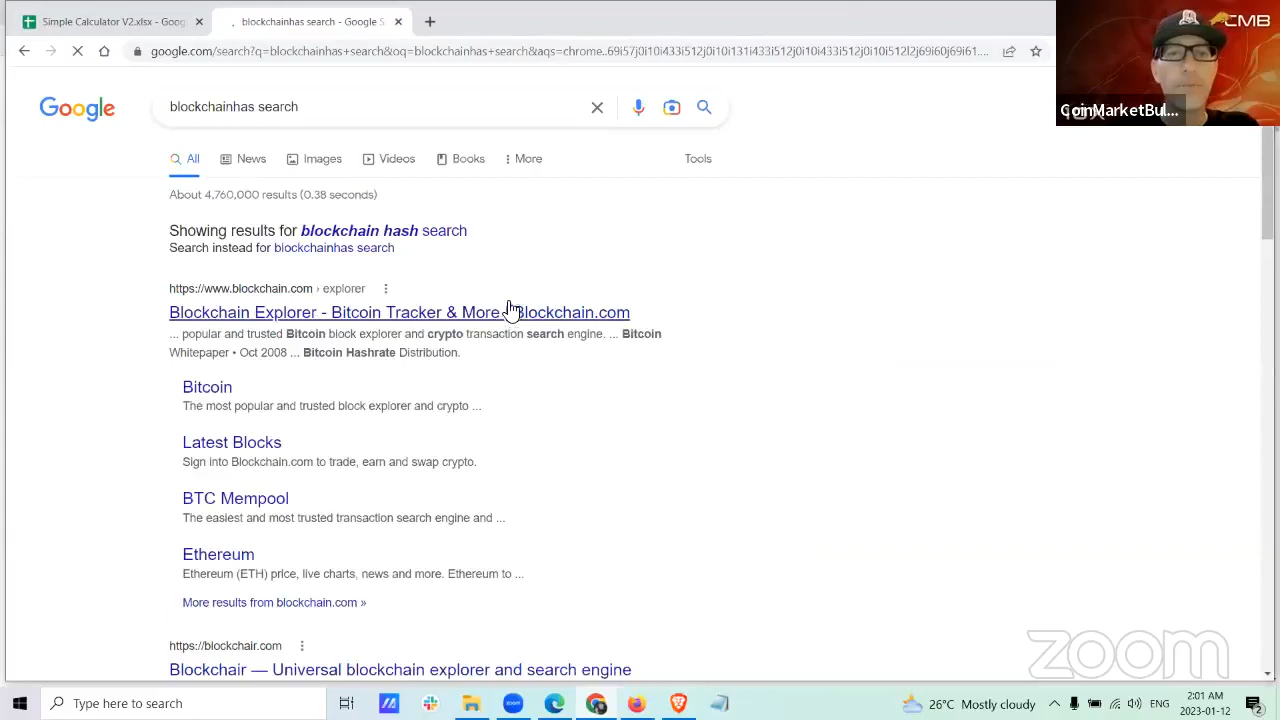 Simple Calculator V2.xlsx - Goog
blockchainhas search - Google S
google.com/search?q=blockchainhas+search&oq=blockchainhas+search&aqs=chrome..69i57j0i10i433i512j0i10i131i433i512j0i10i433i512j0i10i512l2j69i60j69i61....
CMB
CoinMarketBul...
Google
blockchainhas search
All
News
Images
Videos
Books
More
Tools
About 4,760,000 results (0.38 seconds)
Showing results for blockchain hash search
Search instead for blockchainhas search
https://www.blockchain.com › explorer
Blockchain Explorer - Bitcoin Tracker & More Blockchain.com
... popular and trusted Bitcoin block explorer and crypto transaction search engine. ... Bitcoin
Whitepaper • Oct 2008 ... Bitcoin Hashrate Distribution.
Bitcoin
The most popular and trusted block explorer and crypto ...
Latest Blocks
Sign into Blockchain.com to trade, earn and swap crypto.
BTC Mempool
The easiest and most trusted transaction search engine and ...
Ethereum
Ethereum (ETH) price, live charts, news and more. Ethereum to ...
More results from blockchain.com »
https://blockchair.com
Blockchair — Universal blockchain explorer and search engine
zoom
Type here to search
zoom
26°C Mostly cloudy
ENG
2:01 AM
2023-01-12
2